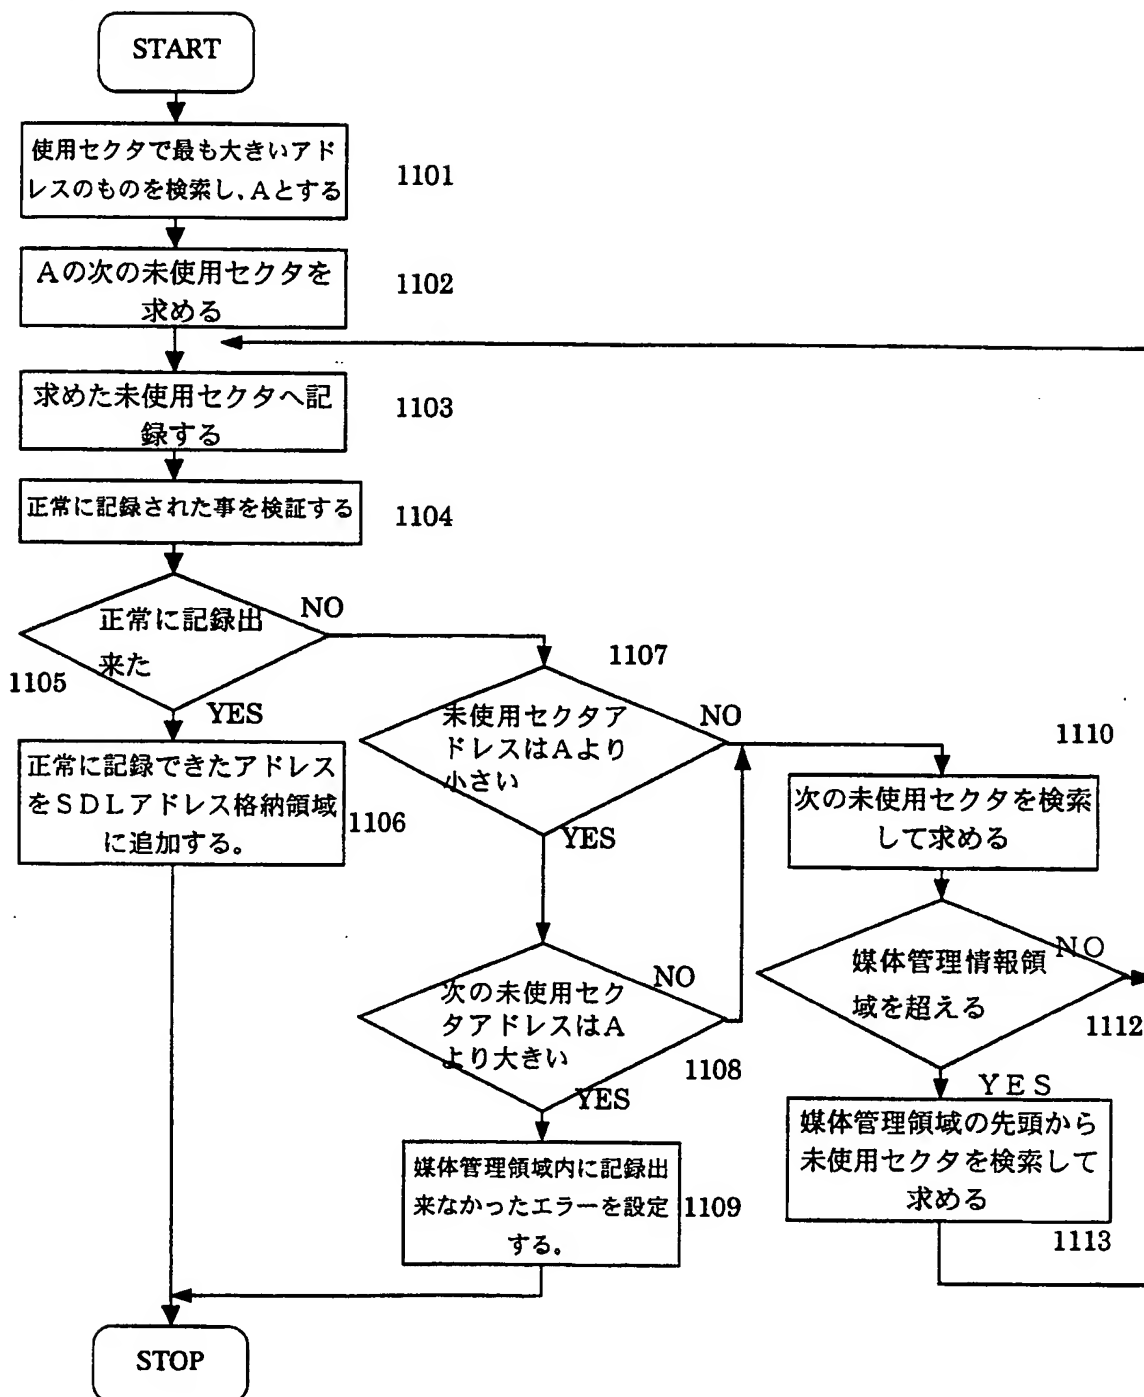 START
使用セクタで最も大きいアド
レスのものを検索し、Aとする
1101
Aの次の未使用セクタを
求める
1102
求めた未使用セクタへ記
録する
1103
正常に記録された事を検証する
1104
正常に記録出
来た
NO
1105
YES
正常に記録できたアドレス
をSDLアドレス格納領域
に追加する。
1106
1107
未使用セクタア
ドレスはAより
小さい
NO
YES
次の未使用セク
タアドレスはA
より大きい
NO
1108
YES
媒体管理領域内に記録出
来なかったエラーを設定
する。
1109
1110
次の未使用セクタを検索
して求める
媒体管理情報領
域を超える
NO
1112
YES
媒体管理領域の先頭から
未使用セクタを検索して
求める
1113
STOP